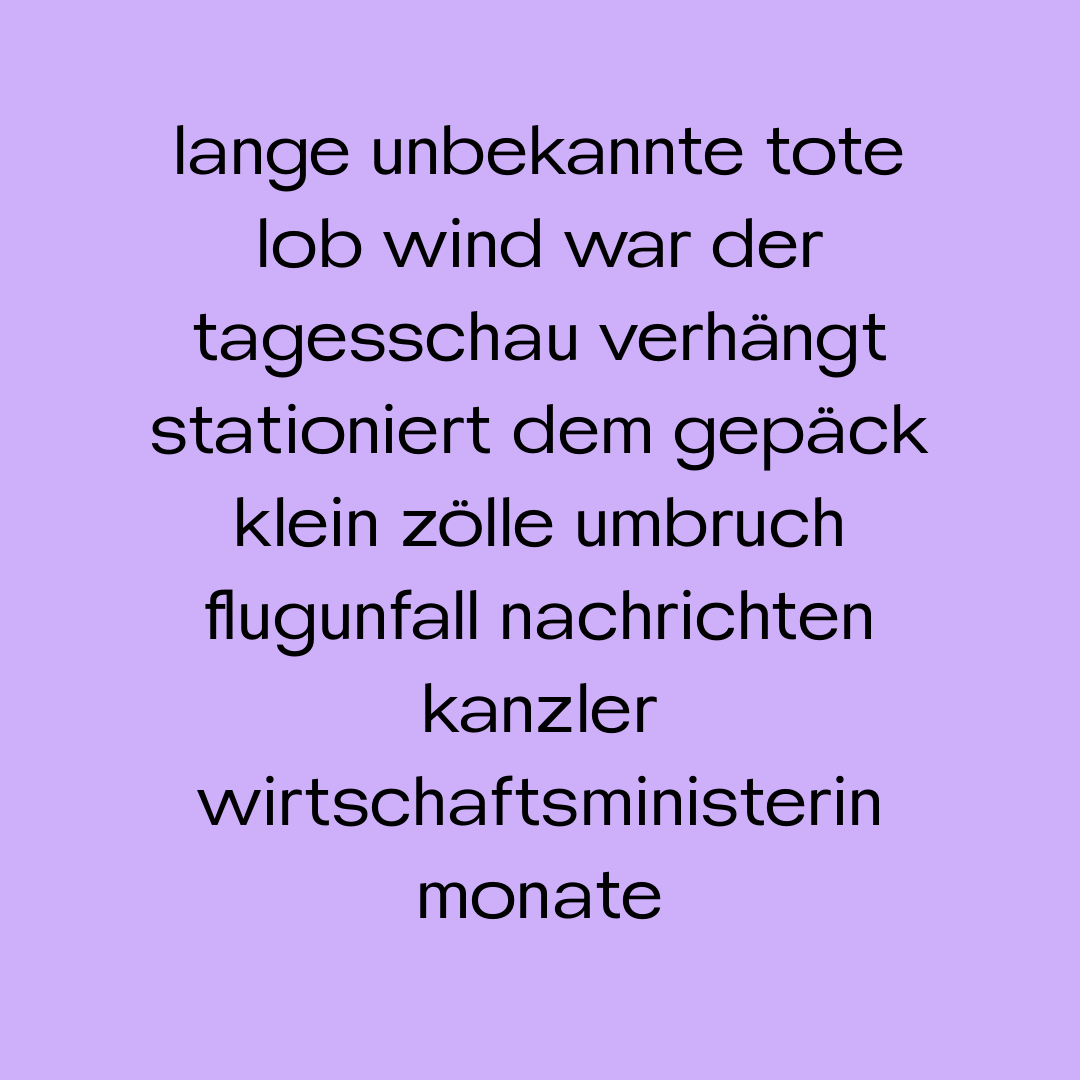 lange unbekannte tote
lob wind war der
tagesschau verhängt
stationiert dem gepäck
klein zölle umbruch
flugunfall nachrichten
kanzler
wirtschaftsministerin
monate